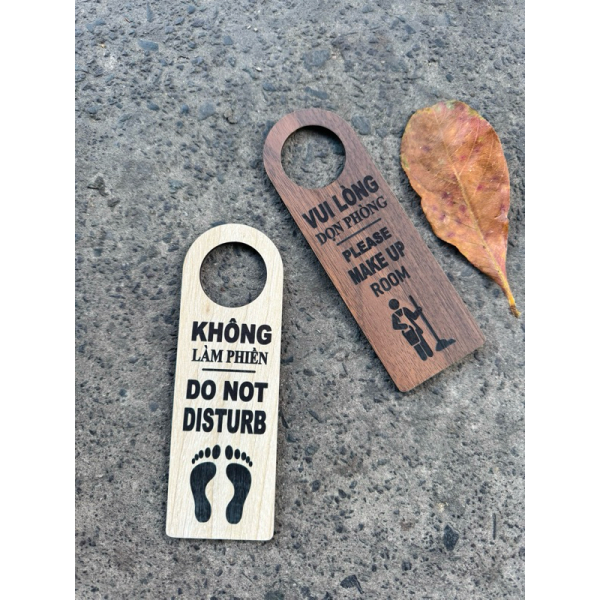 KHÔNG
LÀM PHIỀN
DO NOT
DISTURB
VUI LÒNG
DỌN PHÒNG
PLEASE
MAKE UP
ROOM